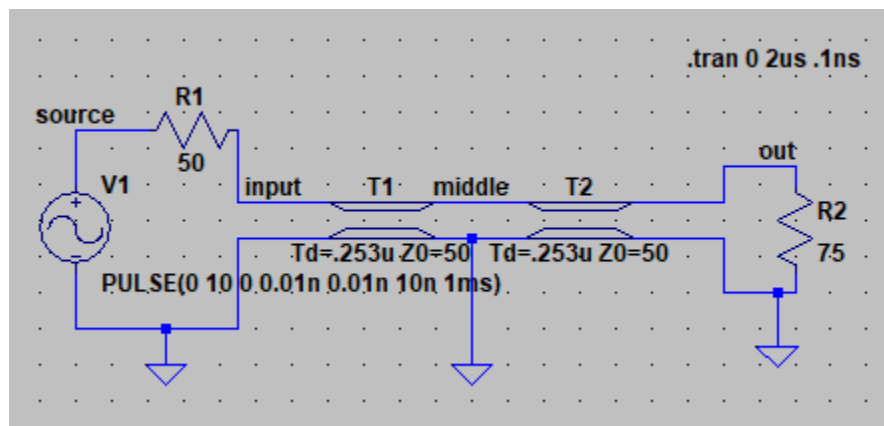 .tran 0 2us .1ns
R1
source
50
V1
input
T1
middle
T2
out
R2
75
Td=.253u Z0=50
Td=.253u Z0=50
PULSE(0 10 0 0.01n 0.01n 10n 1ms)